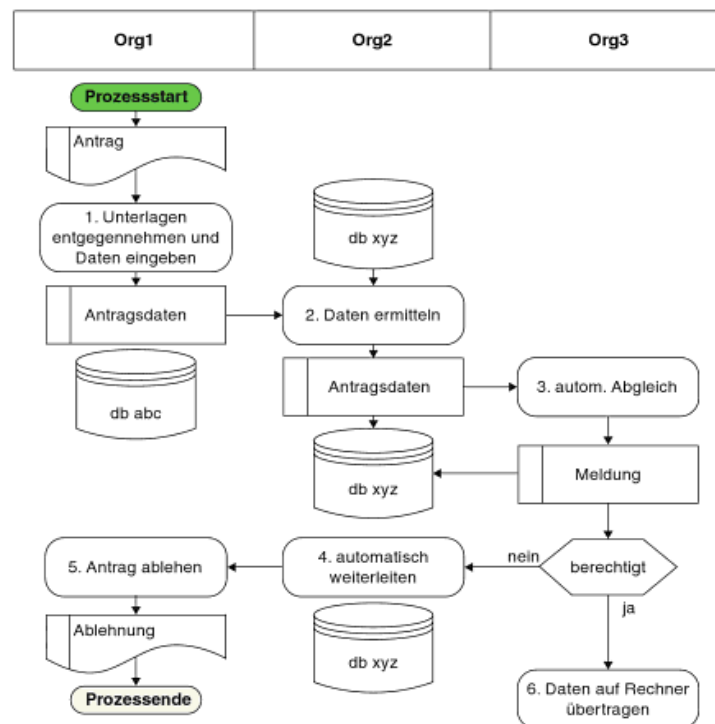 Org1
Org2
Org3
Prozessstart
Antrag
1. Unterlagen
entgegennehmen und
Daten eingeben
db xyz
Antragsdaten
2. Daten ermitteln
db abc
Antragsdaten
3. autom. Abgleich
db xyz
Meldung
5. Antrag ablehen
4. automatisch
weiterleiten
nein
berechtigt
ja
Ablehnung
db xyz
Prozessende
6. Daten auf Rechner
übertragen